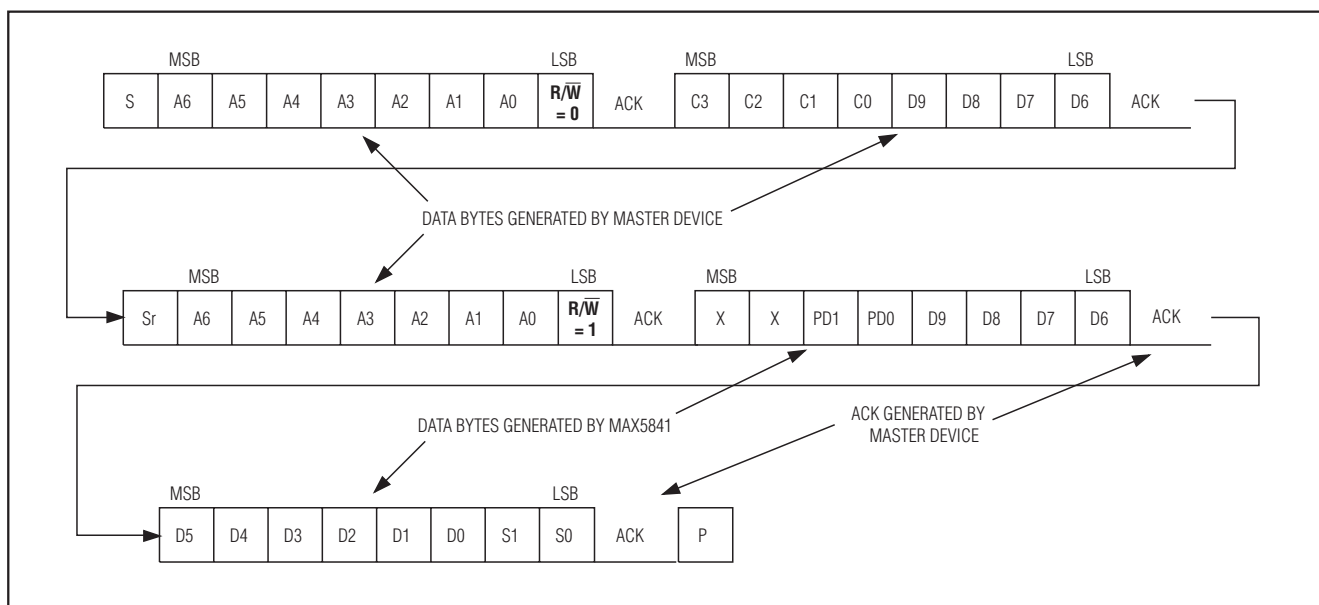 MSB LSB MSB LSB
S A6 A5 A4 A3 A2 A1 A0 R/W̅ = 0 ACK C3 C2 C1 C0 D9 D8 D7 D6 ACK
DATA BYTES GENERATED BY MASTER DEVICE
MSB LSB MSB LSB
Sr A6 A5 A4 A3 A2 A1 A0 R/W̅ = 1 ACK X X PD1 PD0 D9 D8 D7 D6 ACK
DATA BYTES GENERATED BY MAX5841
ACK GENERATED BY
MASTER DEVICE
MSB LSB
D5 D4 D3 D2 D1 D0 S1 S0 ACK P